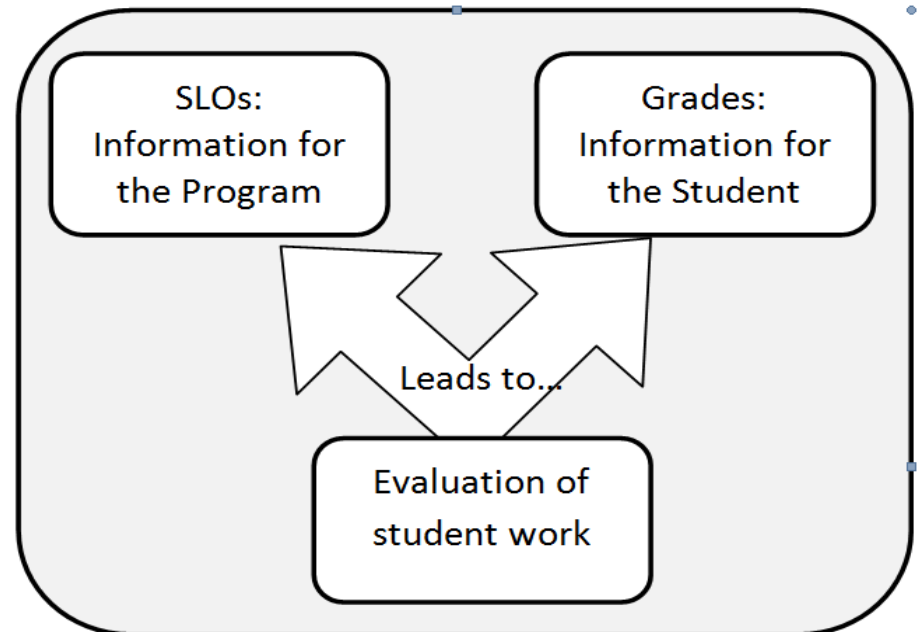 SLOs:
Information for
the Program
Grades:
Information for
the Student
Leads to...
Evaluation of
student work